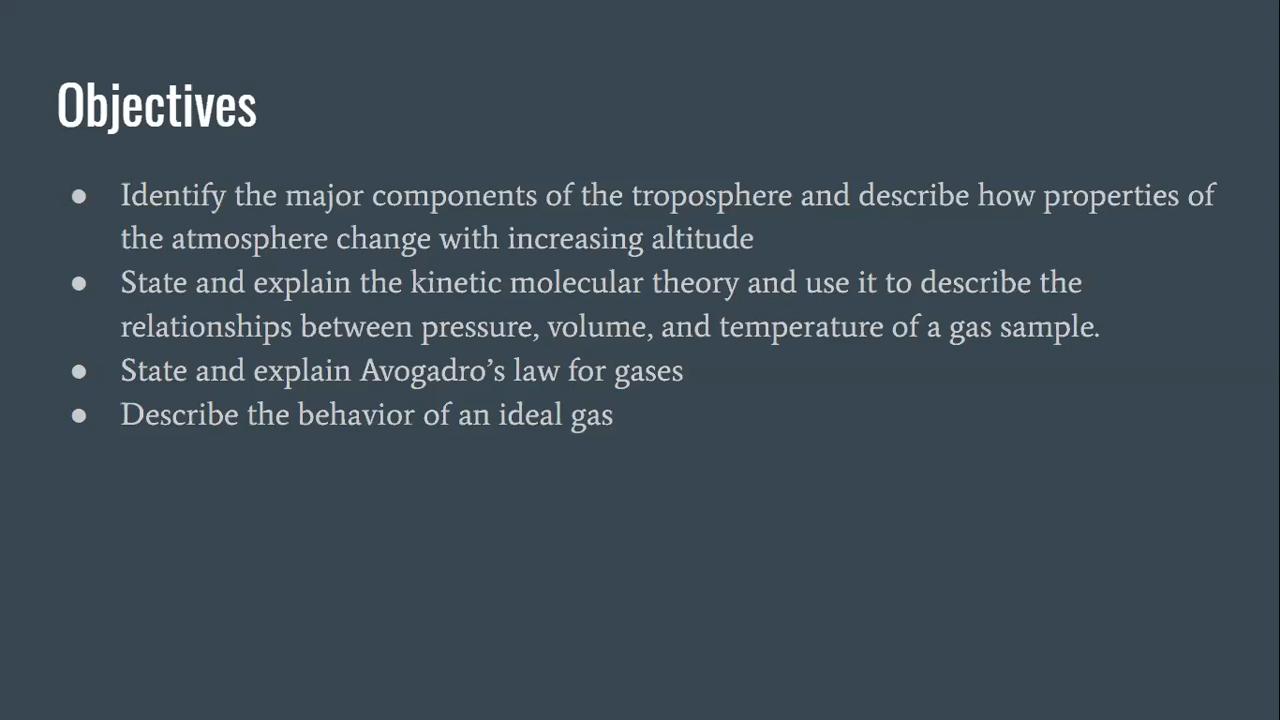 Objectives
● Identify the major components of the troposphere and describe how properties of
the atmosphere change with increasing altitude
● State and explain the kinetic molecular theory and use it to describe the
relationships between pressure, volume, and temperature of a gas sample.
● State and explain Avogadro’s law for gases
● Describe the behavior of an ideal gas